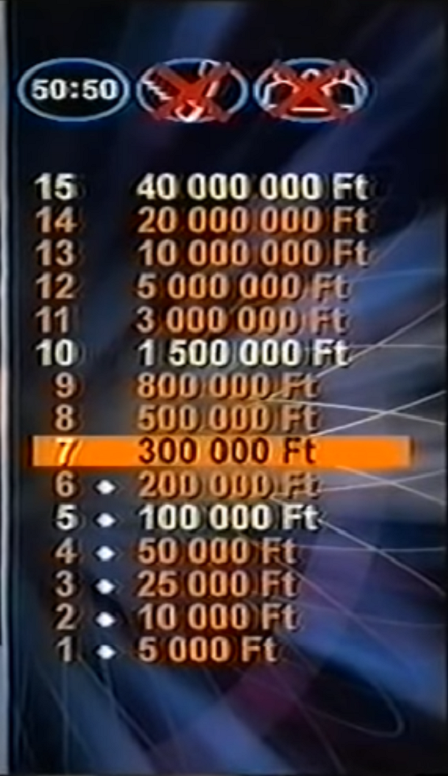 50:50
15 40 000 000 Ft
14 20 000 000 Ft
13 10 000 000 Ft
12 5 000 000 Ft
11 3 000 000 Ft
10 1 500 000 Ft
9 800 000 Ft
8 500 000 Ft
7 300 000 Ft
6 ◆ 200 000 Ft
5 ◆ 100 000 Ft
4 ◆ 50 000 Ft
3 ◆ 25 000 Ft
2 ◆ 10 000 Ft
1 ◆ 5 000 Ft